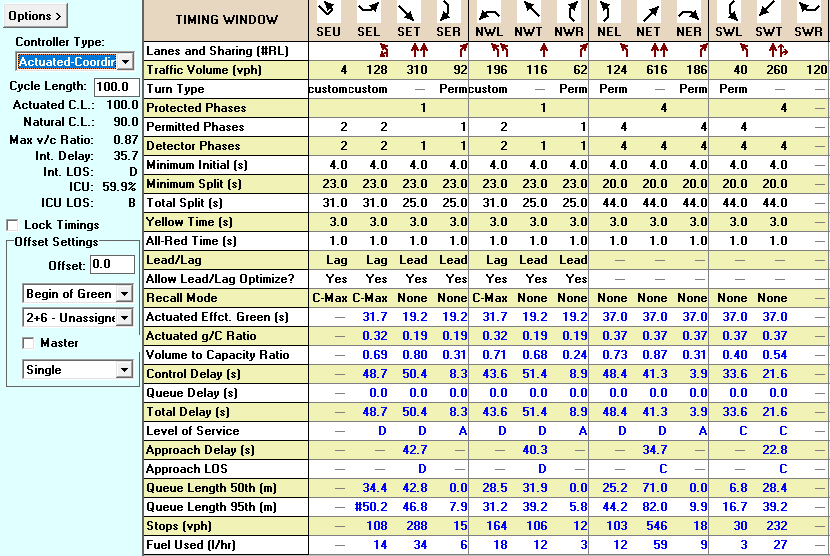 Options >
Controller Type:
Actuated-Coordin
Cycle Length: 100.0
Actuated C.L.: 100.0
Natural C.L.: 90.0
Max v/c Ratio: 0.87
Int. Delay: 35.7
Int. LOS: D
ICU: 59.9%
ICU LOS: B
Lock Timings
Offset Settings
Offset: 0.0
Begin of Green
2+6 - Unassigne
Master
Single
TIMING WINDOW SEU SEL SET SER NWL NWT NWR NEL NET NER SWL SWT SWR
Lanes and Sharing (#RL)
Traffic Volume (vph) 4 128 310 92 196 116 62 124 616 186 40 260 120
Turn Type custom custom — Perm custom — Perm Perm — Perm Perm — —
Protected Phases 1 1 4 4 —
Permitted Phases 2 2 1 2 1 4 4 4 —
Detector Phases 2 2 1 1 2 1 1 4 4 4 4 4 —
Minimum Initial (s) 4.0 4.0 4.0 4.0 4.0 4.0 4.0 4.0 4.0 4.0 4.0 4.0 —
Minimum Split (s) 23.0 23.0 23.0 23.0 23.0 23.0 23.0 20.0 20.0 20.0 20.0 20.0 —
Total Split (s) 31.0 31.0 25.0 25.0 31.0 25.0 25.0 44.0 44.0 44.0 44.0 44.0 —
Yellow Time (s) 3.0 3.0 3.0 3.0 3.0 3.0 3.0 3.0 3.0 3.0 3.0 3.0 —
All-Red Time (s) 1.0 1.0 1.0 1.0 1.0 1.0 1.0 1.0 1.0 1.0 1.0 1.0 —
Lead/Lag Lag Lag Lead Lead Lag Lead Lead — — — — — —
Allow Lead/Lag Optimize? Yes Yes Yes Yes Yes Yes Yes — — — — — —
Recall Mode C-Max C-Max None None C-Max None None None None None None None —
Actuated Effct. Green (s) — 31.7 19.2 19.2 31.7 19.2 19.2 37.0 37.0 37.0 37.0 37.0 —
Actuated g/C Ratio — 0.32 0.19 0.19 0.32 0.19 0.19 0.37 0.37 0.37 0.37 0.37 —
Volume to Capacity Ratio — 0.69 0.80 0.31 0.71 0.68 0.24 0.73 0.87 0.31 0.40 0.54 —
Control Delay (s) — 48.7 50.4 8.3 43.6 51.4 8.9 48.4 41.3 3.9 33.6 21.6 —
Queue Delay (s) — 0.0 0.0 0.0 0.0 0.0 0.0 0.0 0.0 0.0 0.0 0.0 —
Total Delay (s) — 48.7 50.4 8.3 43.6 51.4 8.9 48.4 41.3 3.9 33.6 21.6 —
Level of Service — D D A D D A D D A C C —
Approach Delay (s) — — 42.7 — — 40.3 — — 34.7 — — 22.8 —
Approach LOS — — D — — D — — C — — C —
Queue Length 50th (m) — 34.4 42.8 0.0 28.5 31.9 0.0 25.2 71.0 0.0 6.8 28.4 —
Queue Length 95th (m) — #50.2 46.8 7.9 31.2 39.2 5.8 44.2 82.0 9.9 16.7 39.2 —
Stops (vph) — 108 288 15 164 106 12 103 546 18 30 232 —
Fuel Used (l/hr) — 14 34 6 18 12 3 12 59 9 3 27 —